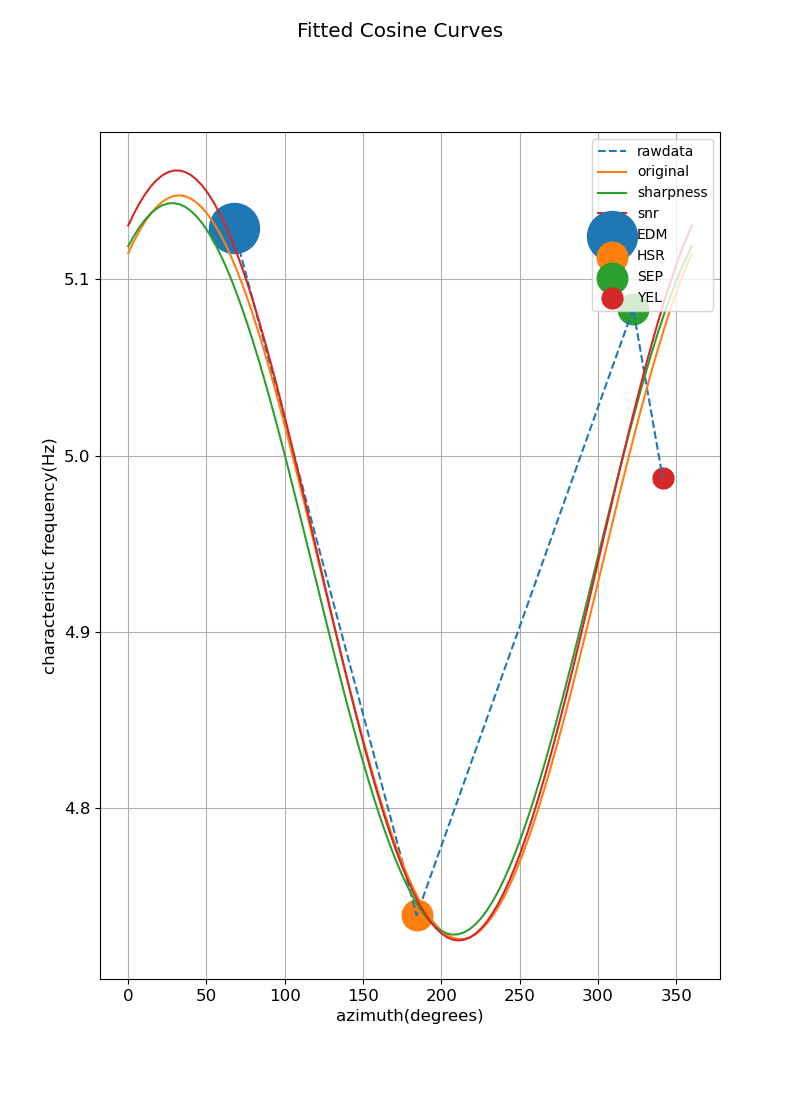 Fitted Cosine Curves
rawdata
original
sharpness
snr
EDM
HSR
SEP
YEL
5.1
5.0
4.9
4.8
characteristic frequency(Hz)
0 50 100 150 200 250 300 350
azimuth(degrees)